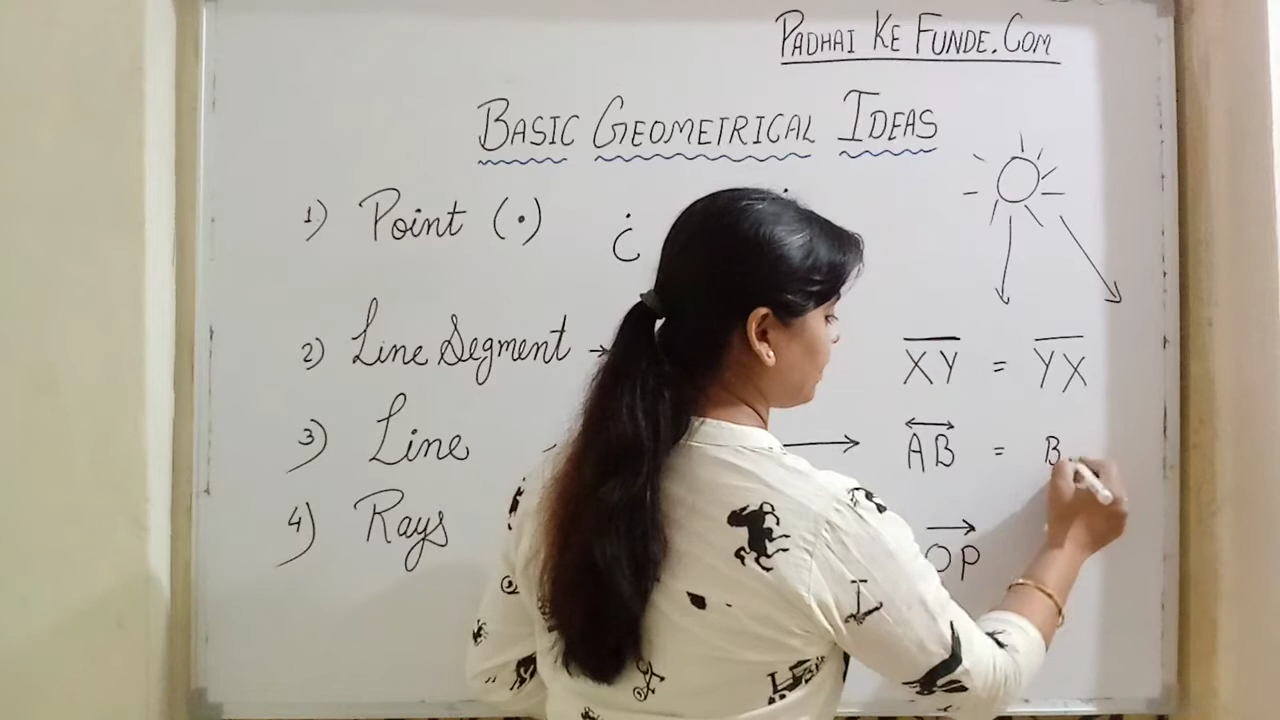 PADHAI KE FUNDE.COM
BASIC GEOMETRICAL IDEAS
1) Point (•) i
2) Line Segment → XY = YX
3) Line AB = B
4) Rays OP